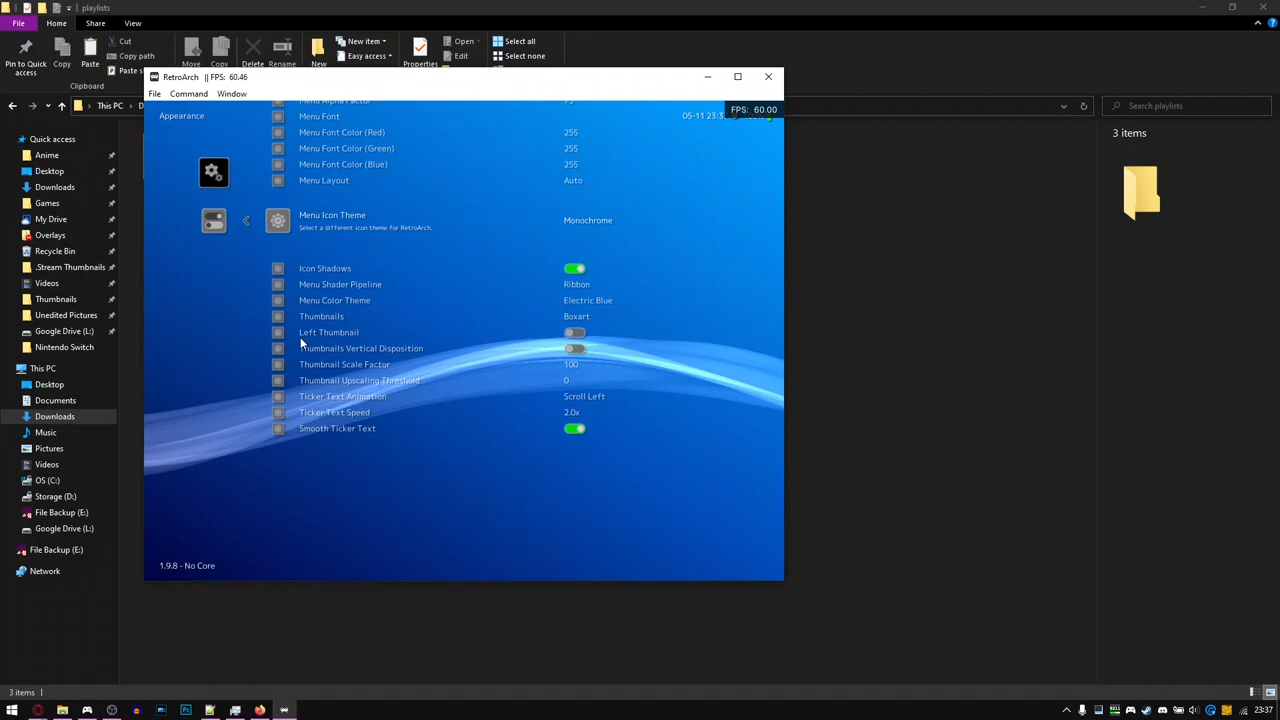 playlists
File
Home
Share
View
Pin to Quick
access
Copy
Paste
Cut
Copy path
Clipboard
Move
Copy
Delete
Rename
New
New item
Easy access
Properties
Open
Edit
Select all
Select none
This PC
Search playlists
RetroArch || FPS: 60.46
File
Command
Window
FPS: 60.00
Appearance
Menu Alpha Factor
75
Menu Font
Menu Font Color (Red)
255
Menu Font Color (Green)
255
Menu Font Color (Blue)
255
Menu Layout
Auto
Menu Icon Theme
Monochrome
Select a different icon theme for RetroArch.
Icon Shadows
Menu Shader Pipeline
Ribbon
Menu Color Theme
Electric Blue
Thumbnails
Boxart
Left Thumbnail
Thumbnails Vertical Disposition
Thumbnail Scale Factor
100
Thumbnail Upscaling Threshold
0
Ticker Text Animation
Scroll Left
Ticker Text Speed
2.0x
Smooth Ticker Text
1.9.8 - No Core
Quick access
Anime
Desktop
Downloads
Games
My Drive
Overlays
Recycle Bin
.Stream Thumbnails
Videos
Thumbnails
Unedited Pictures
Google Drive (L:)
Nintendo Switch
This PC
Desktop
Documents
Downloads
Music
Pictures
Videos
OS (C:)
Storage (D:)
File Backup (E:)
Google Drive (L:)
File Backup (E:)
Network
3 items
3 items
23:37